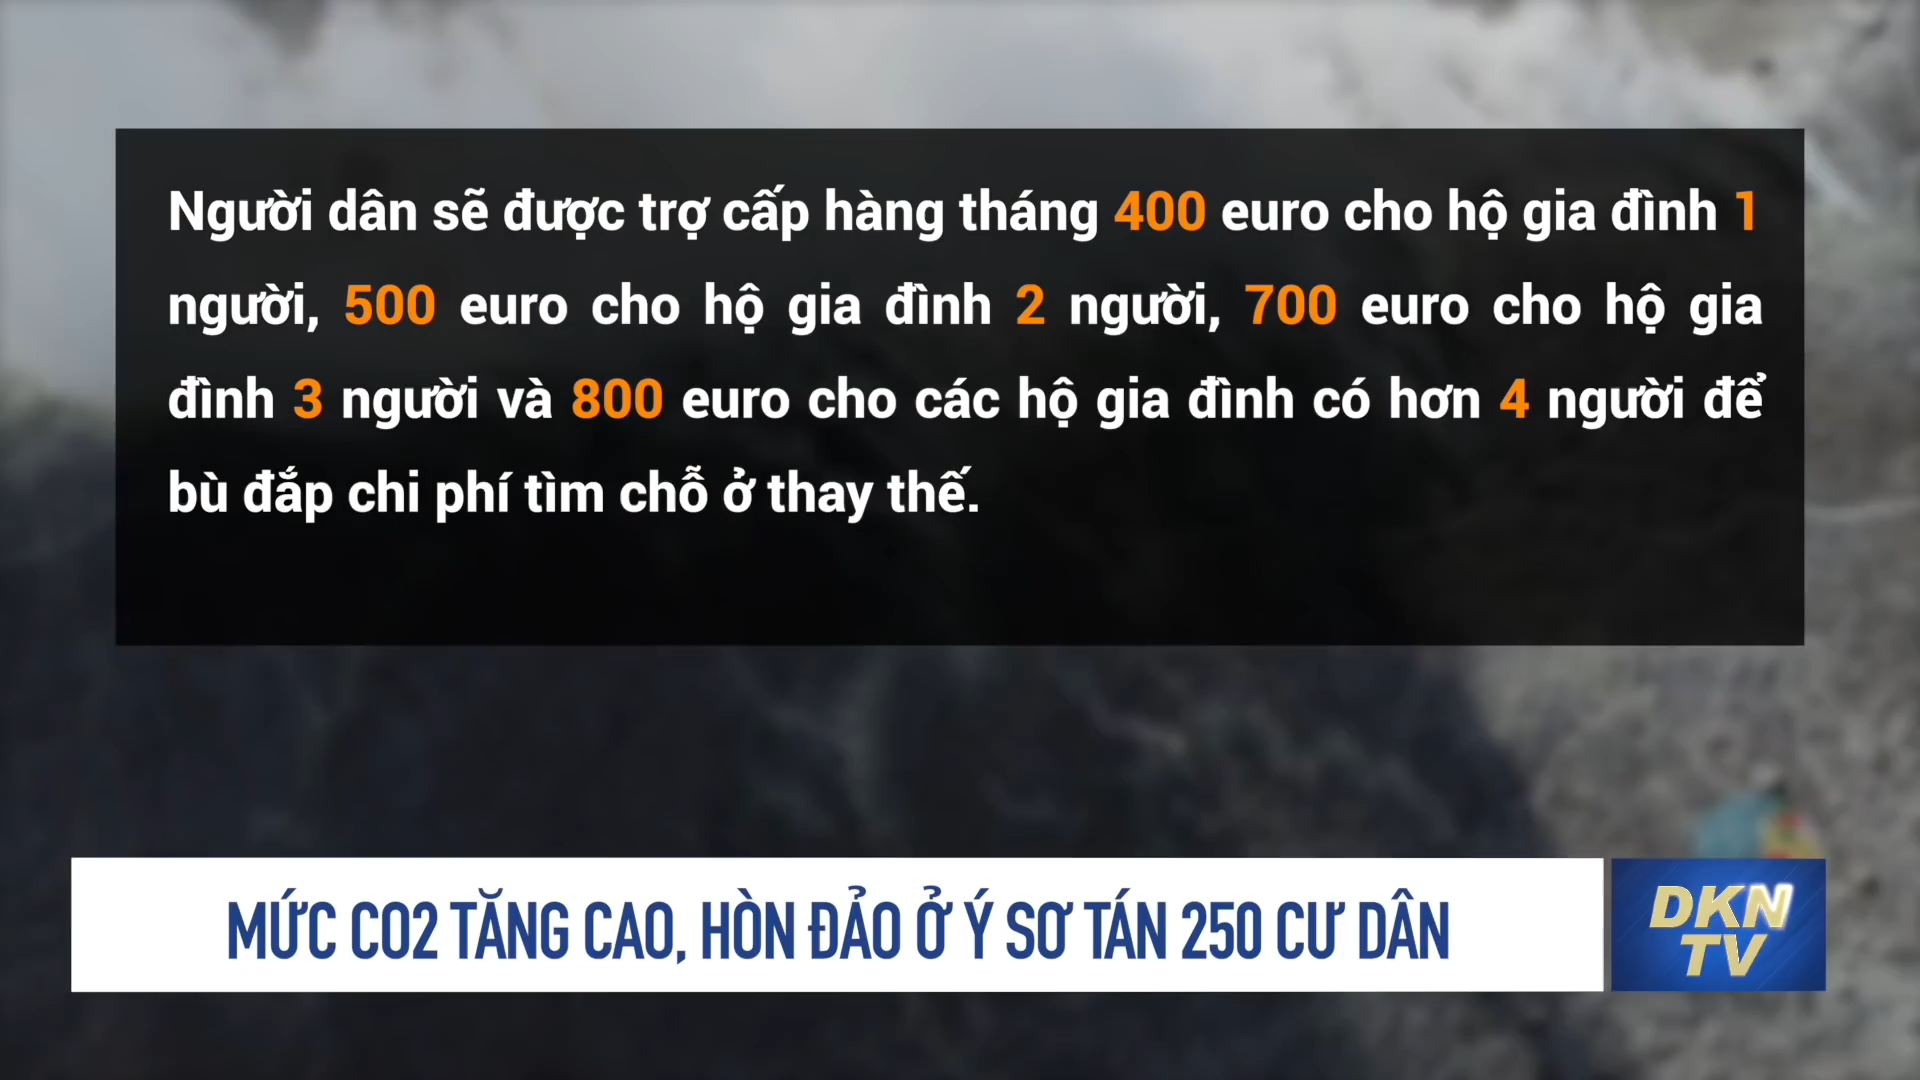 Người dân sẽ được trợ cấp hàng tháng 400 euro cho hộ gia đình 1
người, 500 euro cho hộ gia đình 2 người, 700 euro cho hộ gia
đình 3 người và 800 euro cho các hộ gia đình có hơn 4 người để
bù đắp chi phí tìm chỗ ở thay thế.
MỨC CO2 TĂNG CAO, HÒN ĐẢO Ở Ý SƠ TÁN 250 CƯ DÂN
DKN
TV